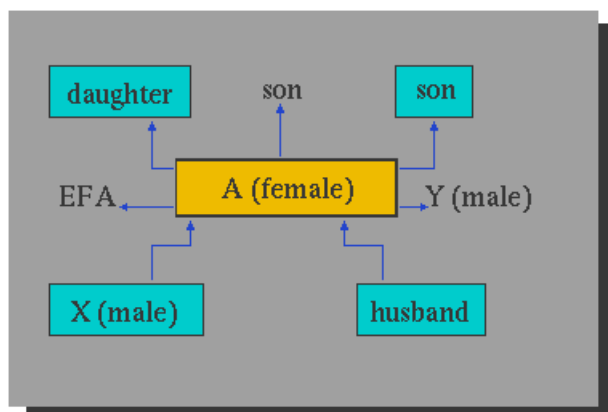 daughter
son
son
A (female)
EFA
Y (male)
X (male)
husband